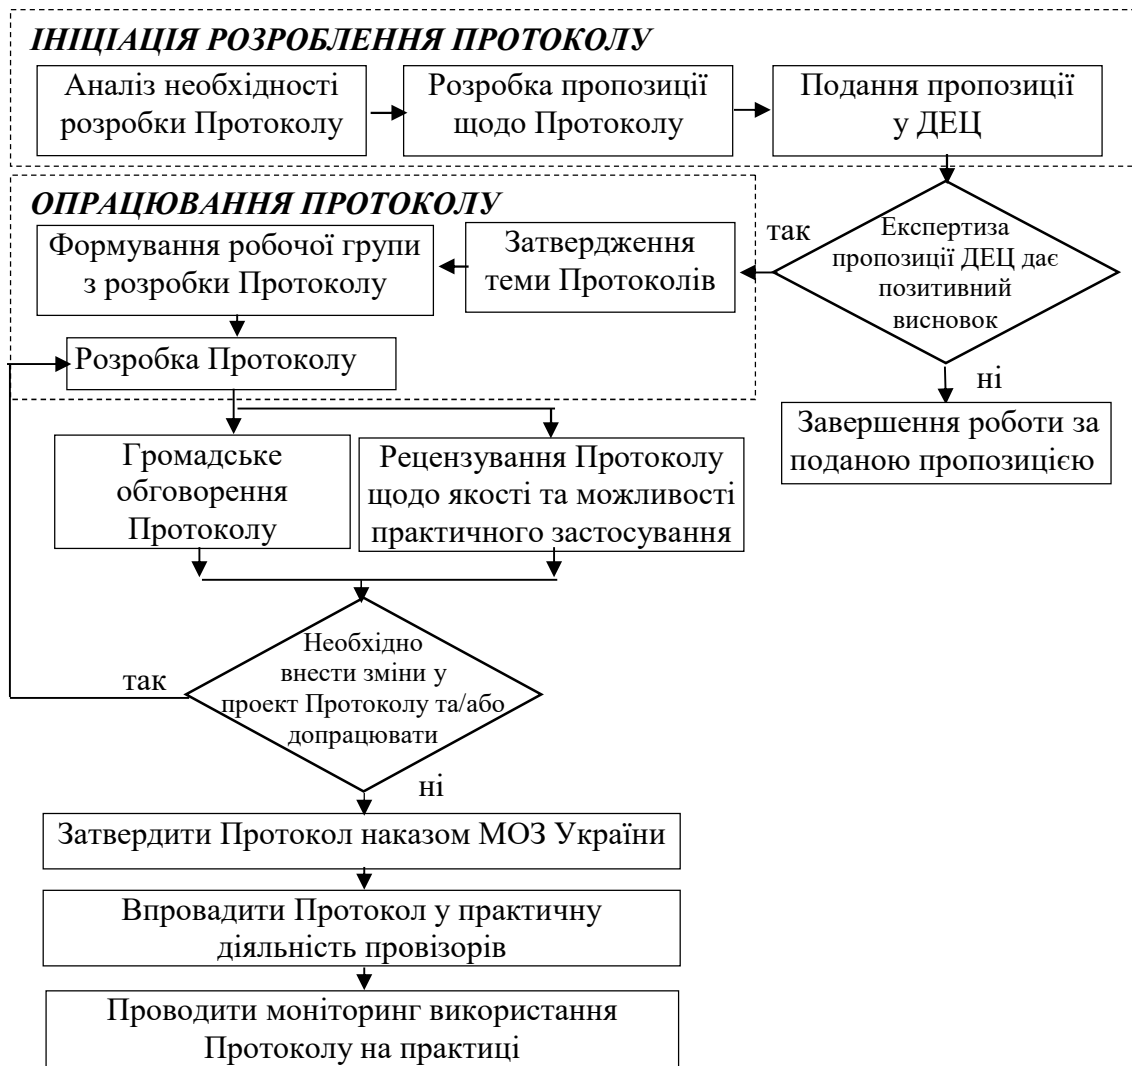 ІНІЦІАЦІЯ РОЗРОБЛЕННЯ ПРОТОКОЛУ
Аналіз необхідності
розробки Протоколу
Розробка пропозиції
щодо Протоколу
Подання пропозиції
у ДЕЦ
Експертиза
пропозиції ДЕЦ дає
позитивний
висновок
так
ні
Завершення роботи за
поданою пропозицією
ОПРАЦЮВАННЯ ПРОТОКОЛУ
Затвердження
теми Протоколів
Формування робочої групи
з розробки Протоколу
Розробка Протоколу
Громадське
обговорення
Протоколу
Рецензування Протоколу
щодо якості та можливості
практичного застосування
Необхідно
внести зміни у
проект Протоколу та/або
допрацювати
так
ні
Затвердити Протокол наказом МОЗ України
Впровадити Протокол у практичну
діяльність провізорів
Проводити моніторинг використання
Протоколу на практиці